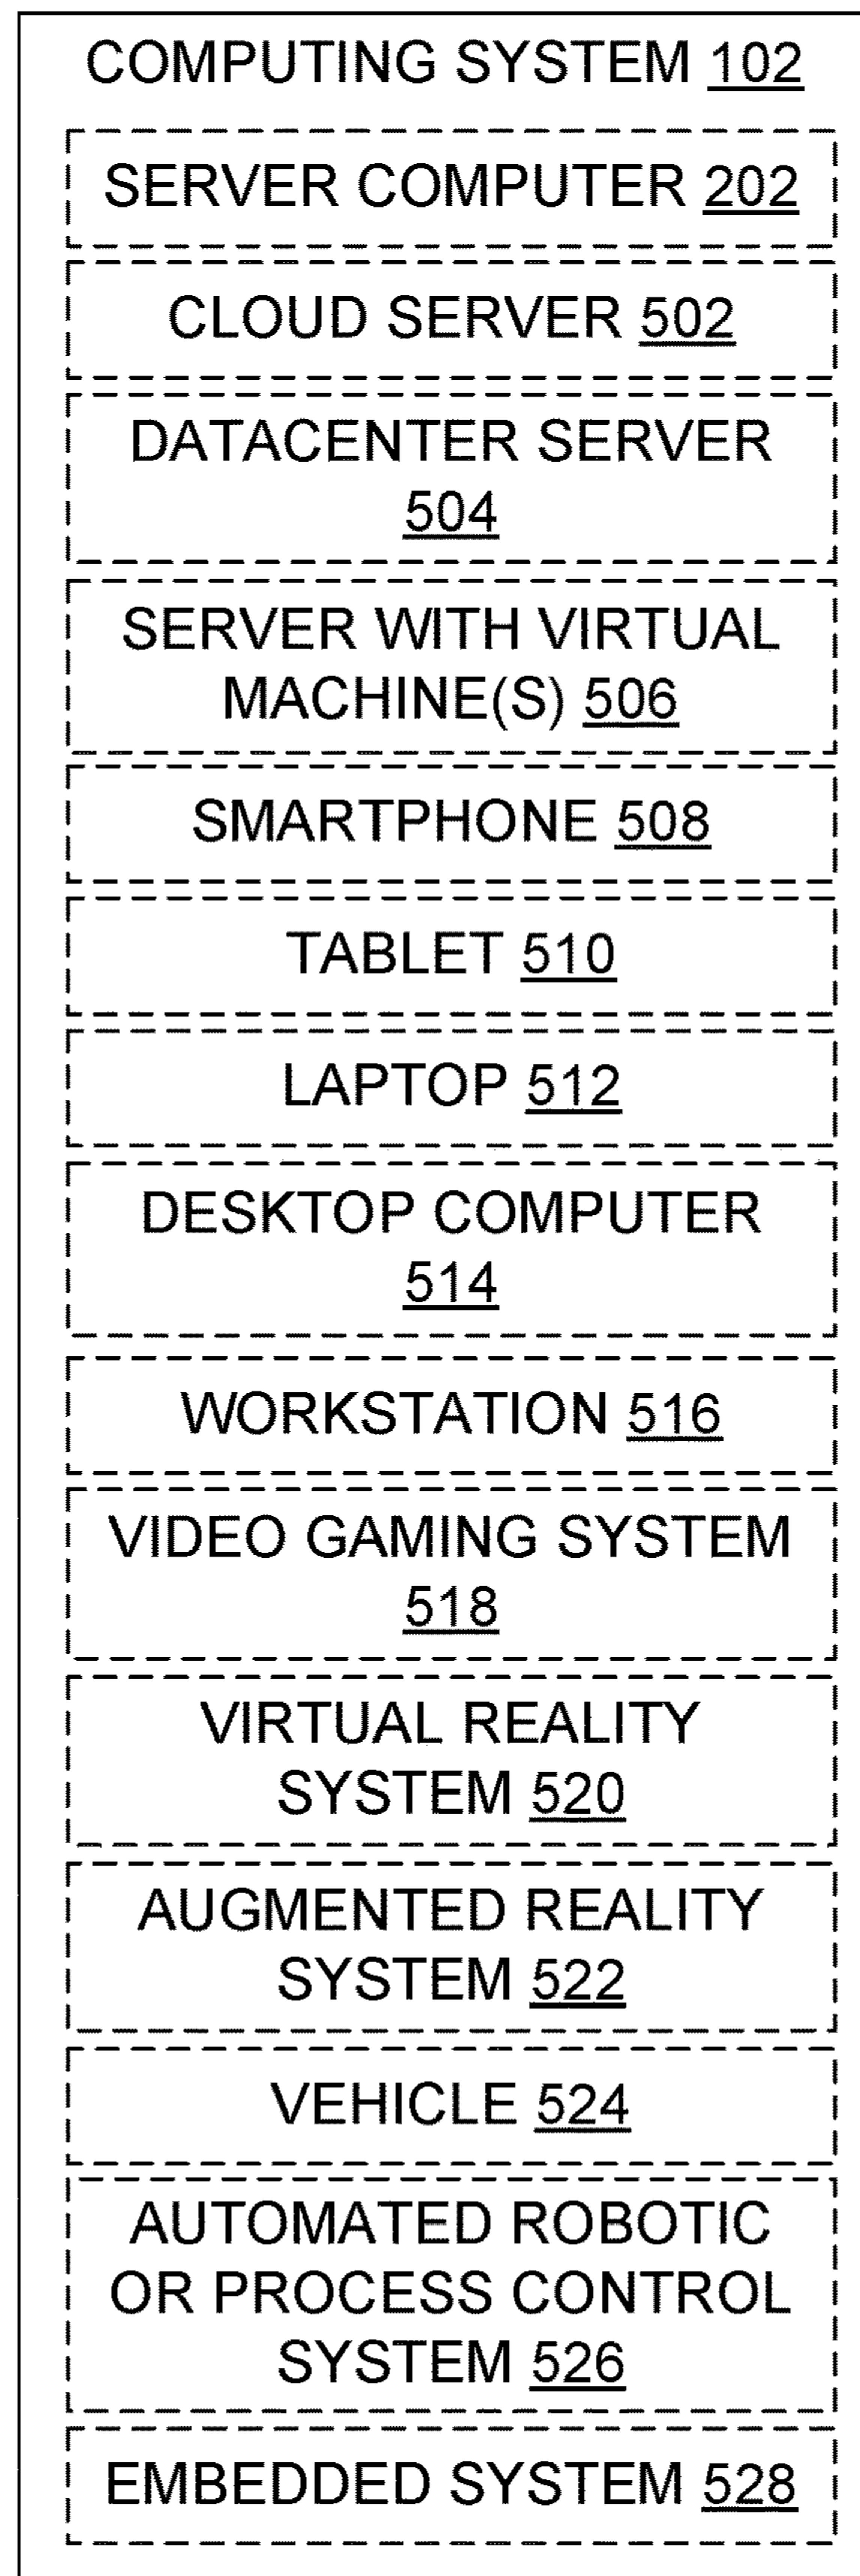 COMPUTING SYSTEM 102
SERVER COMPUTER 202
CLOUD SERVER 502
DATACENTER SERVER
504
SERVER WITH VIRTUAL
MACHINE(S) 506
SMARTPHONE 508
TABLET 510
LAPTOP 512
DESKTOP COMPUTER
514
WORKSTATION 516
VIDEO GAMING SYSTEM
518
VIRTUAL REALITY
SYSTEM 520
AUGMENTED REALITY
SYSTEM 522
VEHICLE 524
AUTOMATED ROBOTIC
OR PROCESS CONTROL
SYSTEM 526
EMBEDDED SYSTEM 528